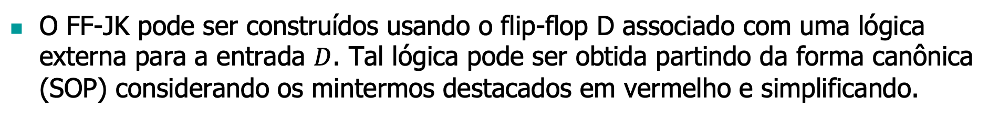 ▪ O FF-JK pode ser construídos usando o flip-flop D associado com uma lógica
externa para a entrada D. Tal lógica pode ser obtida partindo da forma canônica
(SOP) considerando os mintermos destacados em vermelho e simplificando.